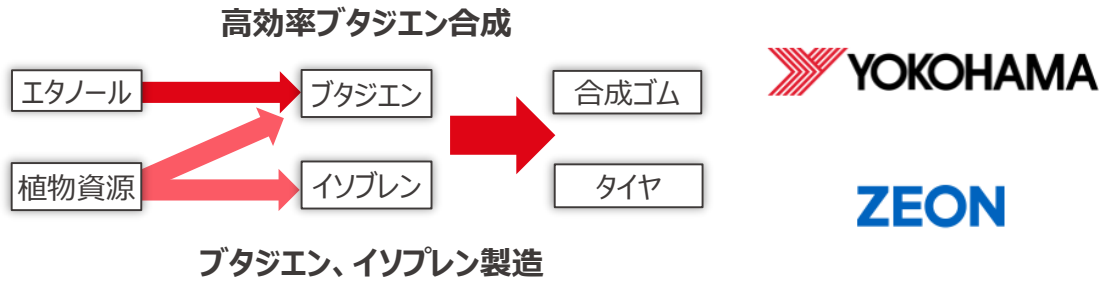 高効率ブタジエン合成
エタノール
ブタジエン
合成ゴム
YOKOHAMA
植物資源
イソブレン
タイヤ
ZEON
ブタジエン、イソプレン製造